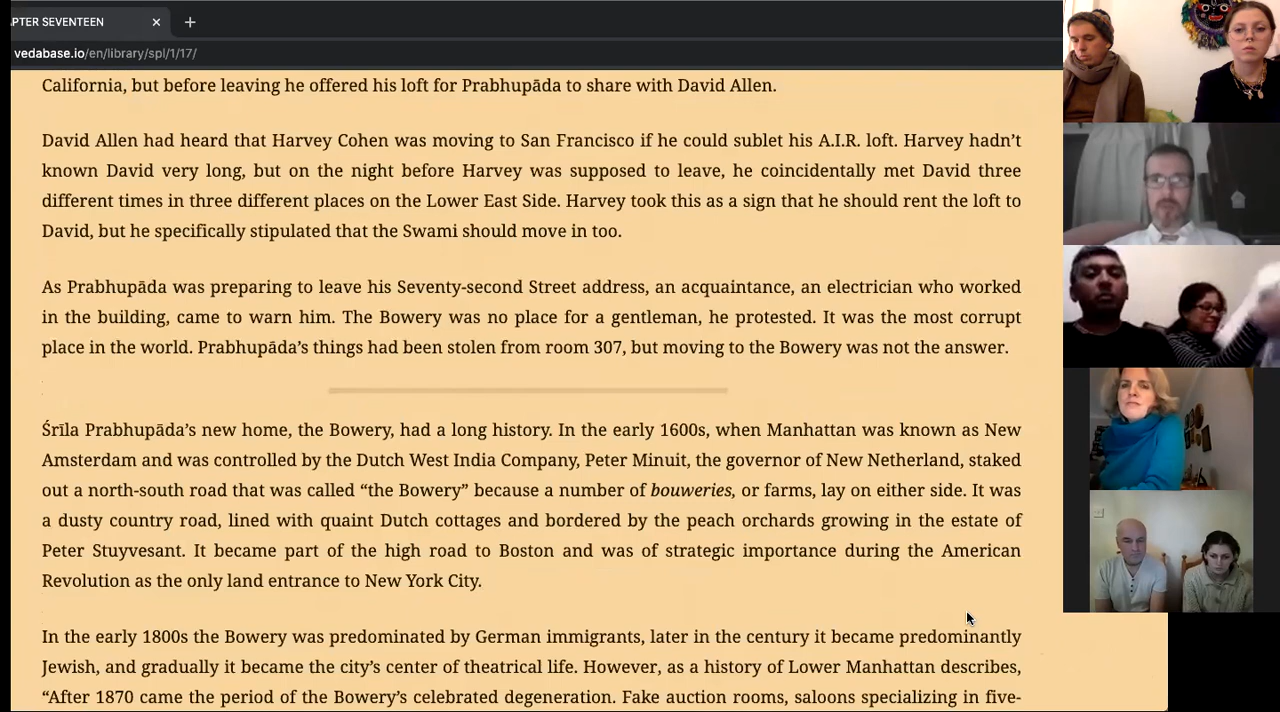 APTER SEVENTEEN
vedabase.io/en/library/spl/1/17/
California, but before leaving he offered his loft for Prabhupāda to share with David Allen.
David Allen had heard that Harvey Cohen was moving to San Francisco if he could sublet his A.I.R. loft. Harvey hadn’t
known David very long, but on the night before Harvey was supposed to leave, he coincidentally met David three
different times in three different places on the Lower East Side. Harvey took this as a sign that he should rent the loft to
David, but he specifically stipulated that the Swami should move in too.
As Prabhupāda was preparing to leave his Seventy-second Street address, an acquaintance, an electrician who worked
in the building, came to warn him. The Bowery was no place for a gentleman, he protested. It was the most corrupt
place in the world. Prabhupāda’s things had been stolen from room 307, but moving to the Bowery was not the answer.
Śrīla Prabhupāda’s new home, the Bowery, had a long history. In the early 1600s, when Manhattan was known as New
Amsterdam and was controlled by the Dutch West India Company, Peter Minuit, the governor of New Netherland, staked
out a north-south road that was called “the Bowery” because a number of bouweries, or farms, lay on either side. It was
a dusty country road, lined with quaint Dutch cottages and bordered by the peach orchards growing in the estate of
Peter Stuyvesant. It became part of the high road to Boston and was of strategic importance during the American
Revolution as the only land entrance to New York City.
In the early 1800s the Bowery was predominated by German immigrants, later in the century it became predominantly
Jewish, and gradually it became the city’s center of theatrical life. However, as a history of Lower Manhattan describes,
“After 1870 came the period of the Bowery’s celebrated degeneration. Fake auction rooms, saloons specializing in five-